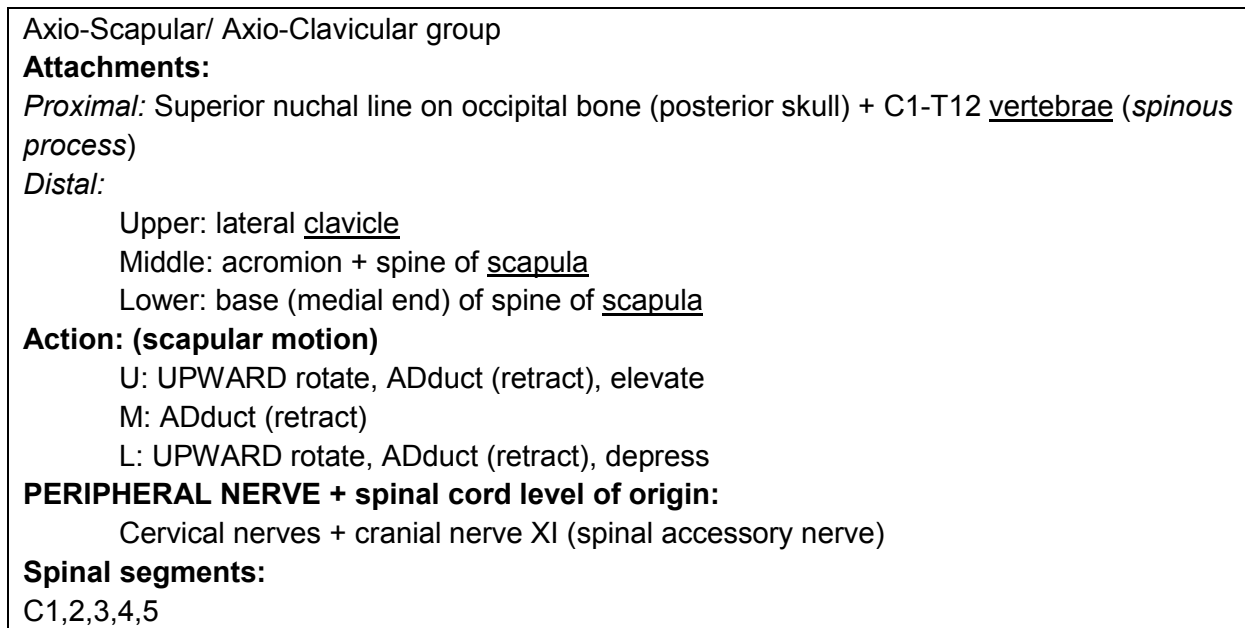 Axio-Scapular/ Axio-Clavicular group
Attachments:
Proximal: Superior nuchal line on occipital bone (posterior skull) + C1-T12 vertebrae (spinous
process)
Distal:
Upper: lateral clavicle
Middle: acromion + spine of scapula
Lower: base (medial end) of spine of scapula
Action: (scapular motion)
U: UPWARD rotate, ADduct (retract), elevate
M: ADduct (retract)
L: UPWARD rotate, ADduct (retract), depress
PERIPHERAL NERVE + spinal cord level of origin:
Cervical nerves + cranial nerve XI (spinal accessory nerve)
Spinal segments:
C1,2,3,4,5